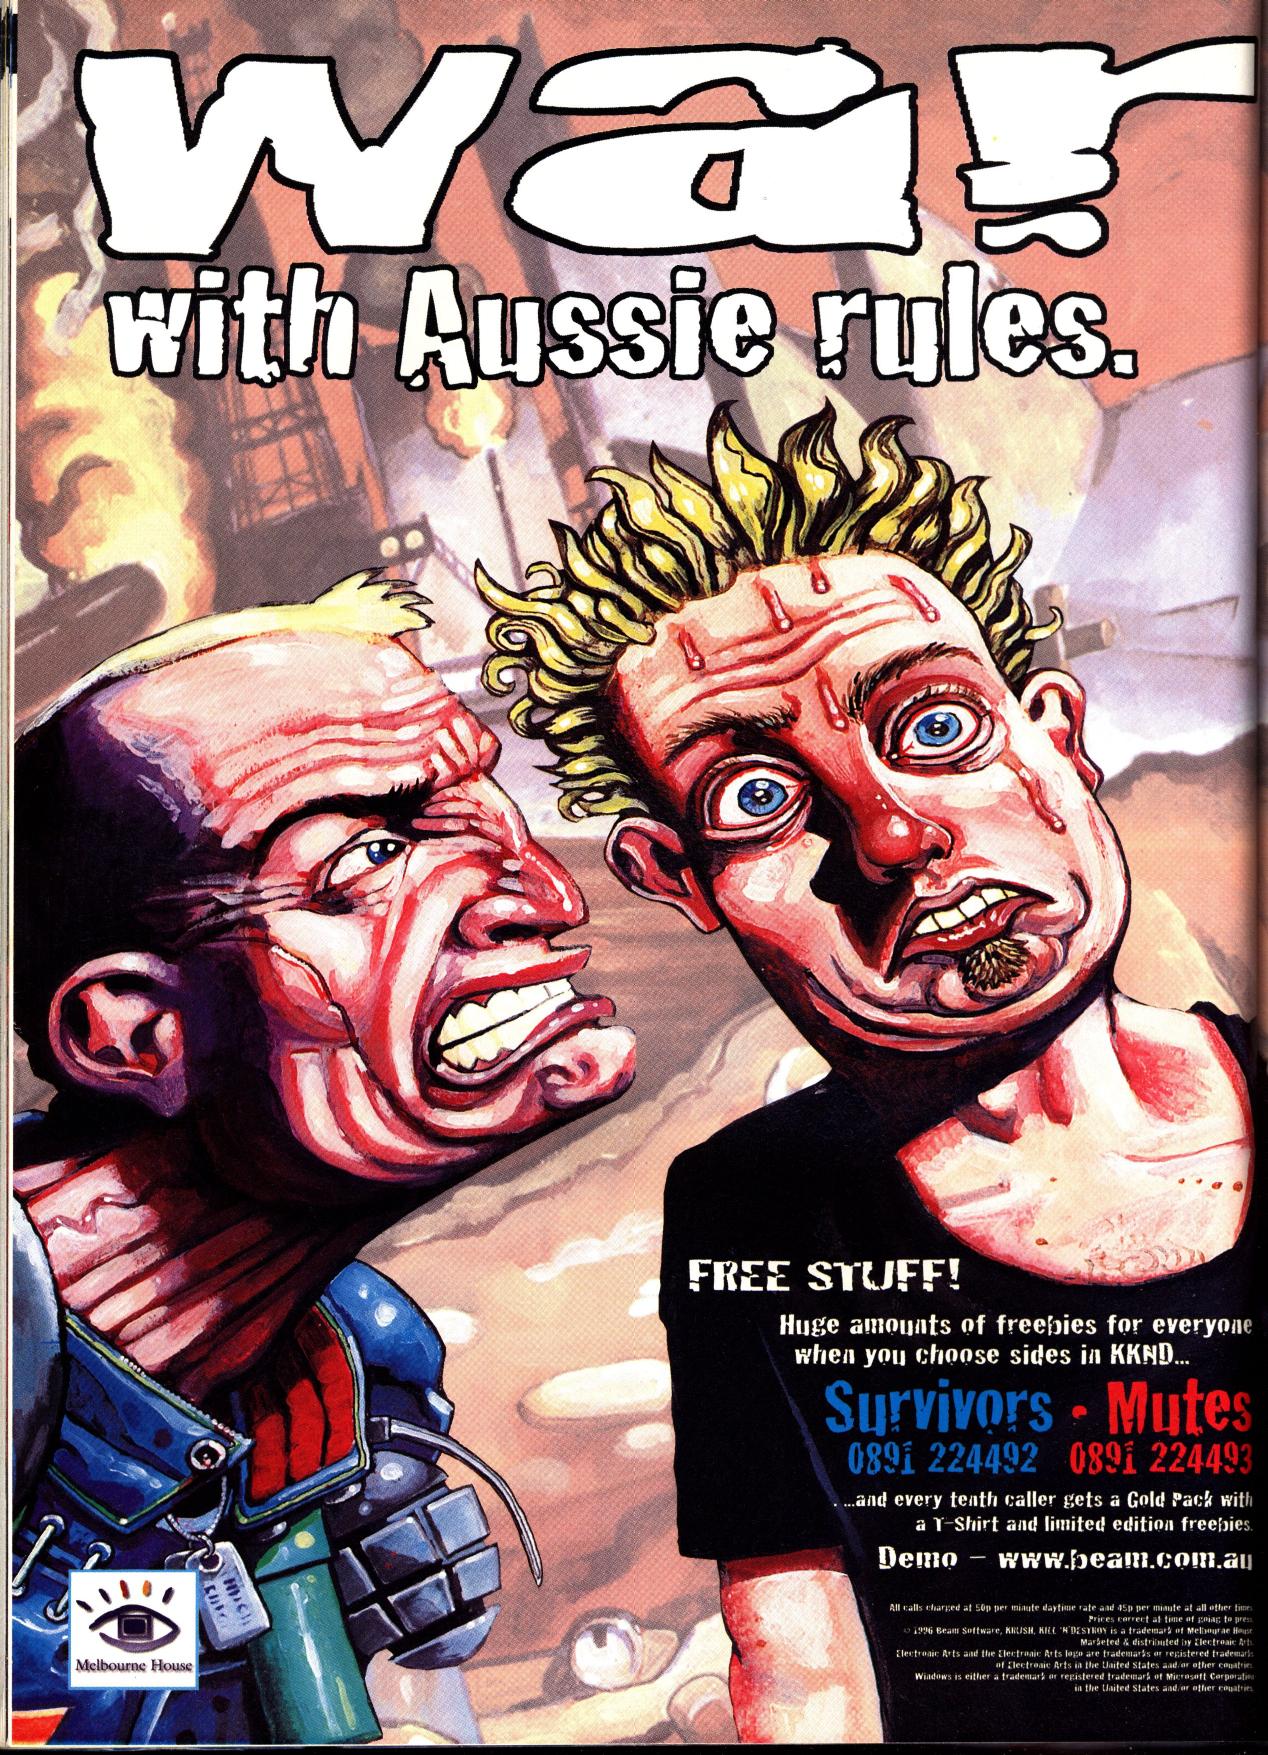 war
with Aussie rules.
FREE STUFF!
Huge amounts of freebies for everyone
when you choose sides in KKND...
Survivors - Mutes
0891 224492 0891 224493
...and every tenth caller gets a Gold Pack with
a T-Shirt and limited edition freebies.
Demo – www.beam.com.au
All calls charged at 50p per minute daytime rate and 45p per minute at all other times.
Prices correct at time of going to press.
© 1996 Beam Software, KRUSH, KILL 'N'DESTROY is a trademark of Melbourne House
Marketed & distributed by Electronic Arts.
Electronic Arts and the Electronic Arts logo are trademarks or registered trademarks
of Electronic Arts in the United States and/or other countries.
Windows is either a trademark or registered trademark of Microsoft Corporation
in the United States and/or other countries.
Melbourne House